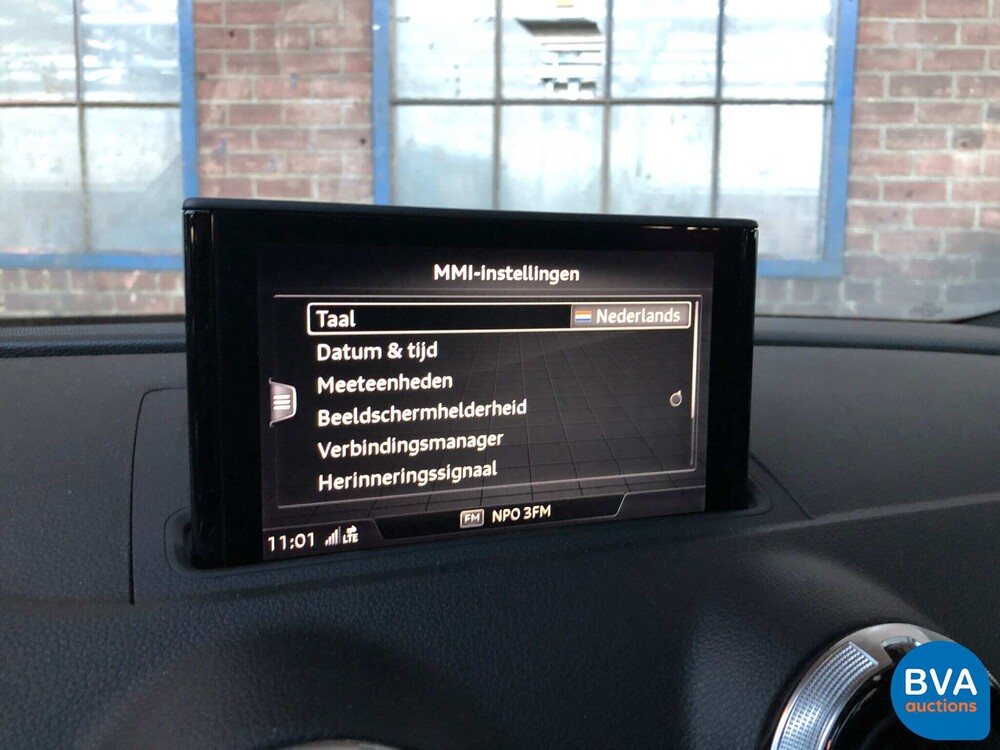 MMI-instellingen
Taal Nederlands
Datum & tijd
Meeteenheden
Beeldschermhelderheid
Verbindingsmanager
Herinneringssignaal
FM NPO 3FM
11:01 LTE
BVA
auctions